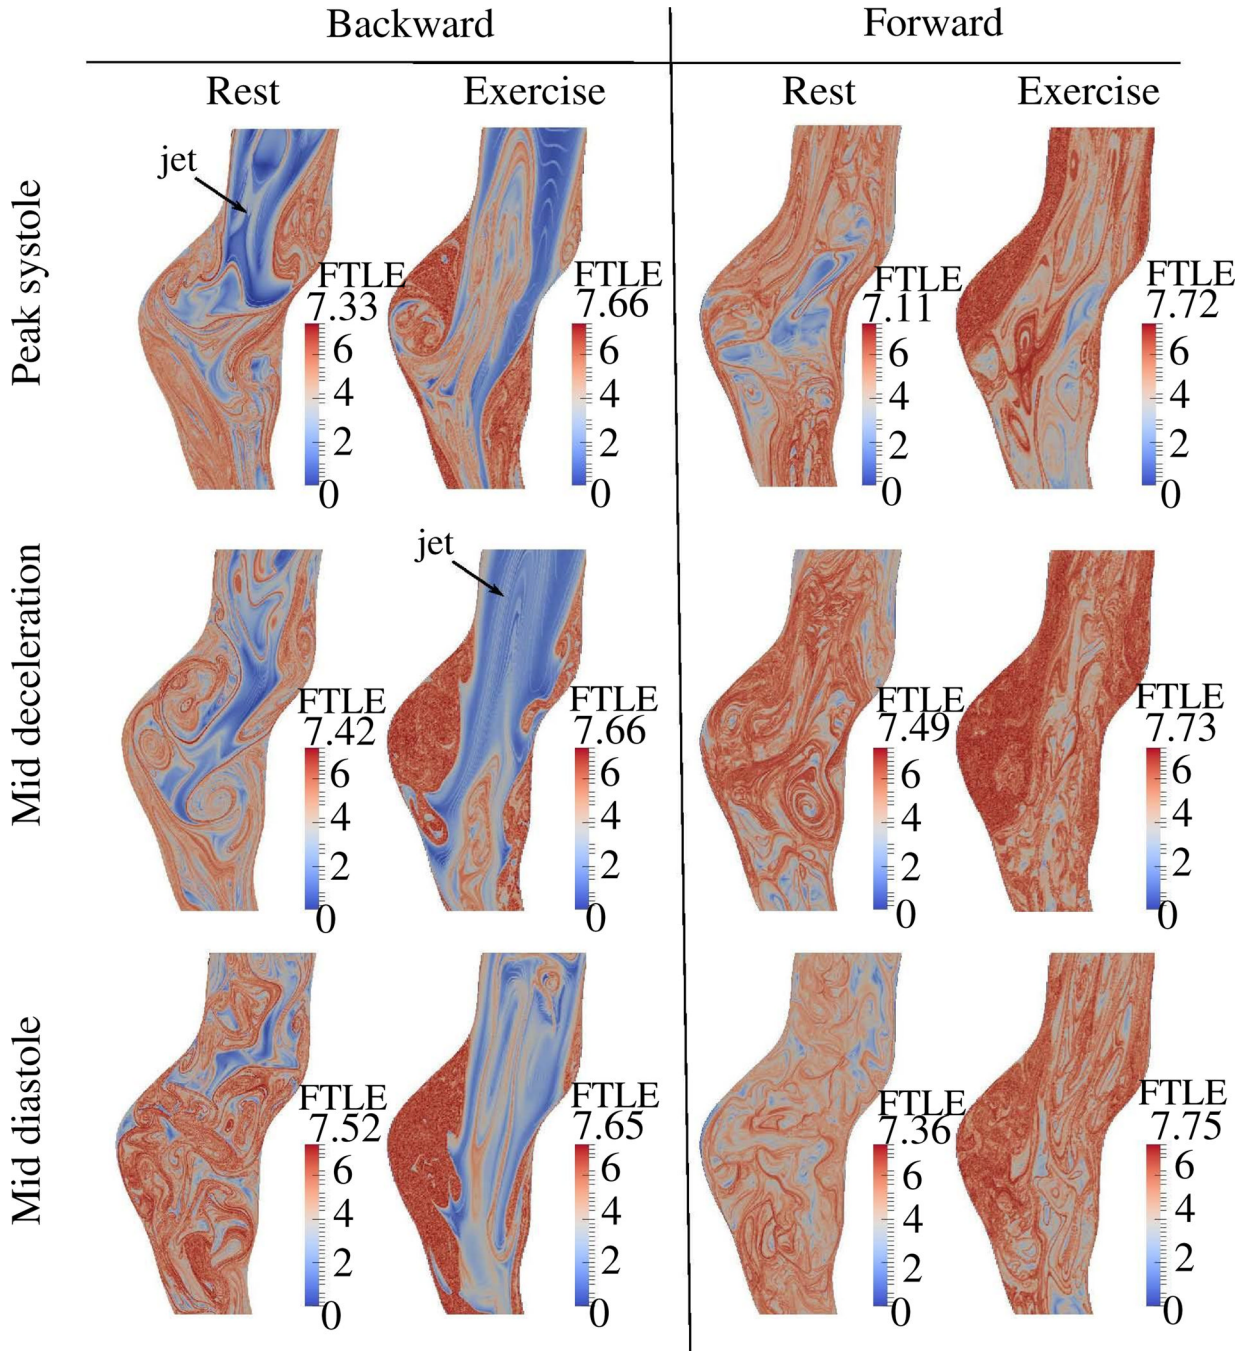 Backward
Forward
Rest
Exercise
Rest
Exercise
Peak systole
jet
FTLE
7.33
6
4
2
0
FTLE
7.66
6
4
2
0
FTLE
7.11
6
4
2
0
FTLE
7.72
6
4
2
0
Mid deceleration
FTLE
7.42
6
4
2
0
jet
FTLE
7.66
6
4
2
0
FTLE
7.49
6
4
2
0
FTLE
7.73
6
4
2
0
Mid diastole
FTLE
7.52
6
4
2
0
FTLE
7.65
6
4
2
0
FTLE
7.36
6
4
2
0
FTLE
7.75
6
4
2
0